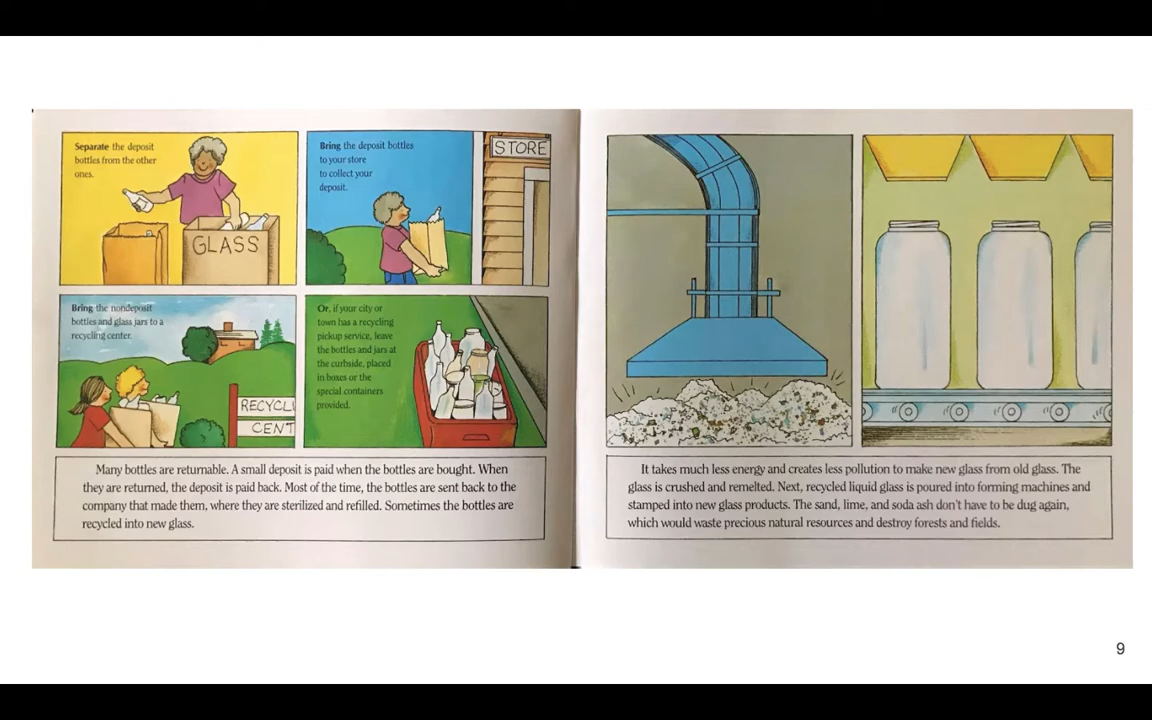 Separate the deposit
bottles from the other
ones.
GLASS
Bring the deposit bottles
to your store
to collect your
deposit.
STORE
Bring the nondeposit
bottles and glass jars to a
recycling center.
RECYCLI
CENT
Or, if your city or
town has a recycling
pickup service, leave
the bottles and jars at
the curbside, placed
in boxes or the
special containers
provided.
Many bottles are returnable. A small deposit is paid when the bottles are bought. When
they are returned, the deposit is paid back. Most of the time, the bottles are sent back to the
company that made them, where they are sterilized and refilled. Sometimes the bottles are
recycled into new glass.
It takes much less energy and creates less pollution to make new glass from old glass. The
glass is crushed and remelted. Next, recycled liquid glass is poured into forming machines and
stamped into new glass products. The sand, lime, and soda ash don't have to be dug again,
which would waste precious natural resources and destroy forests and fields.
9